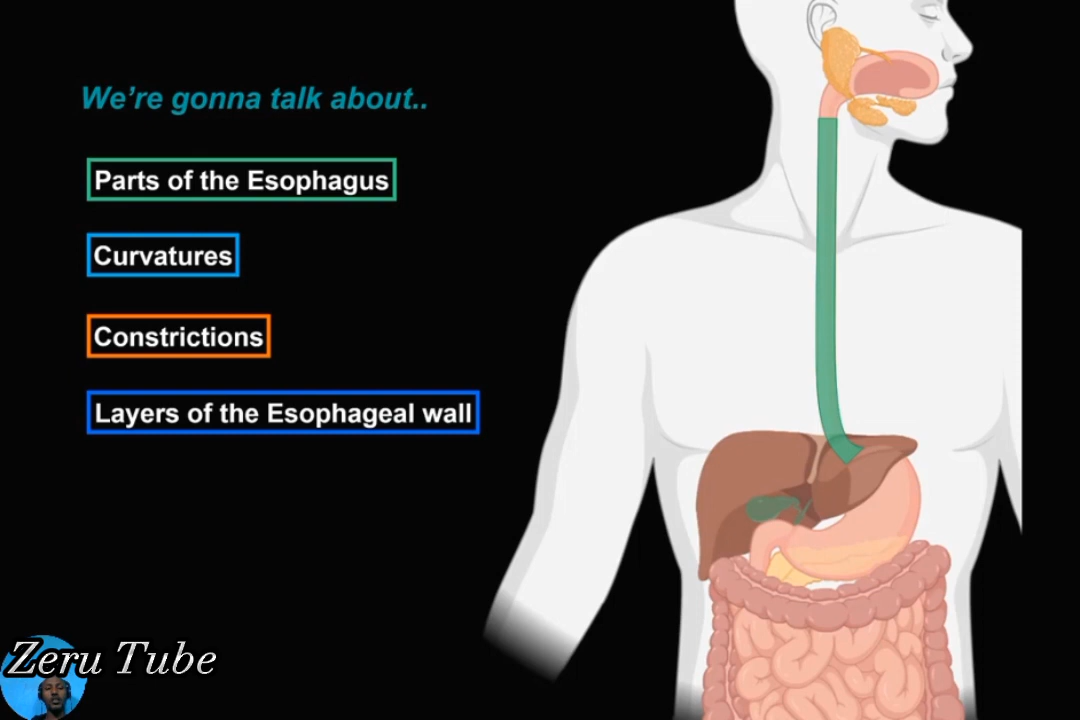 We're gonna talk about..
Parts of the Esophagus
Curvatures
Constrictions
Layers of the Esophageal wall
Zeru Tube